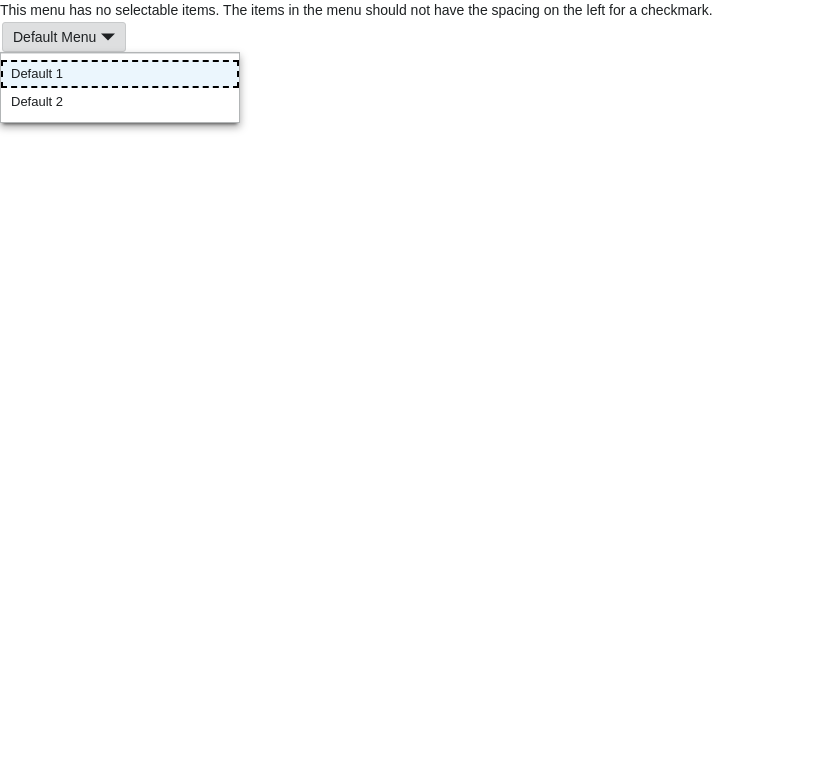 This menu has no selectable items. The items in the menu should not have the spacing on the left for a checkmark.
Default Menu
Default 1
Default 2